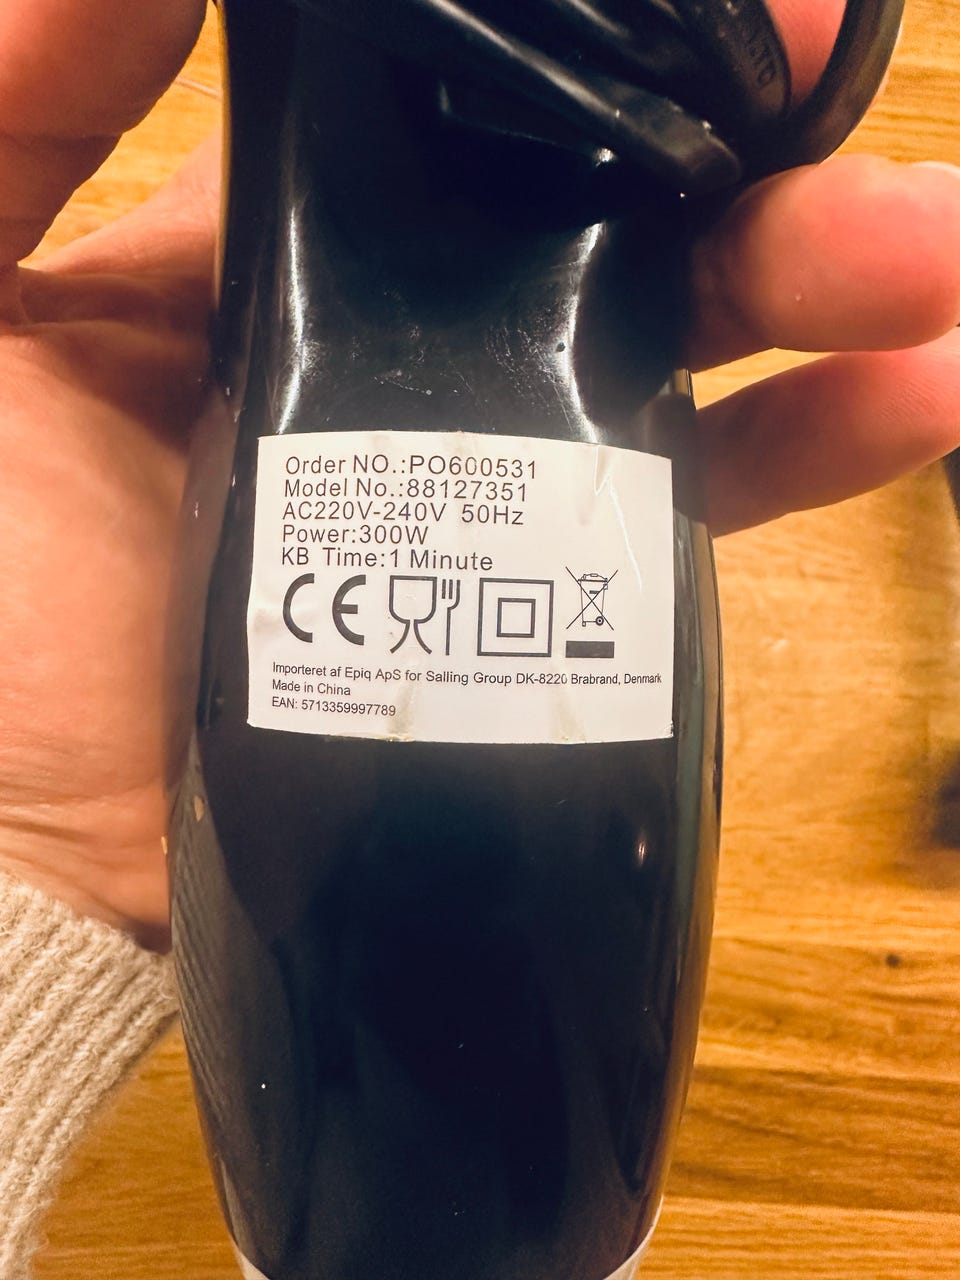 LTD
Order NO.:PO600531
Model No.:88127351
AC220V-240V 50Hz
Power:300W
KB Time:1 Minute
CE
Importeret af Epiq ApS for Salling Group DK-8220 Brabrand, Denmark
Made in China
EAN: 5713359997789